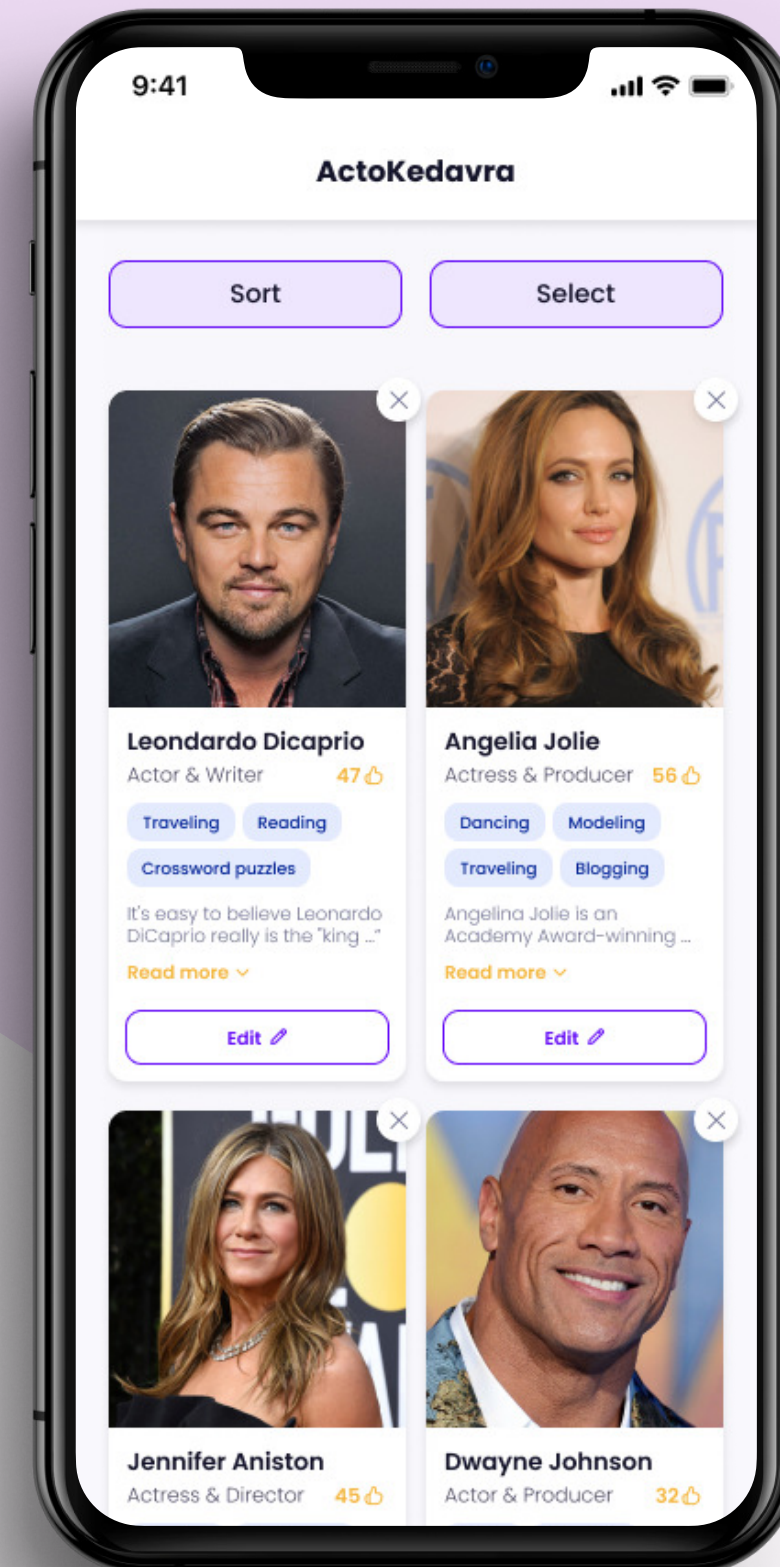 9:41
ActoKedavra
Sort
Select
Leondardo Dicaprio
Actor & Writer 47
Traveling Reading
Crossword puzzles
It's easy to believe Leonardo
DiCaprio really is the "king ..."
Read more
Edit
Angelia Jolie
Actress & Producer 56
Dancing Modeling
Traveling Blogging
Angelina Jolie is an
Academy Award-winning ...
Read more
Edit
Jennifer Aniston
Actress & Director 45
Dwayne Johnson
Actor & Producer 32